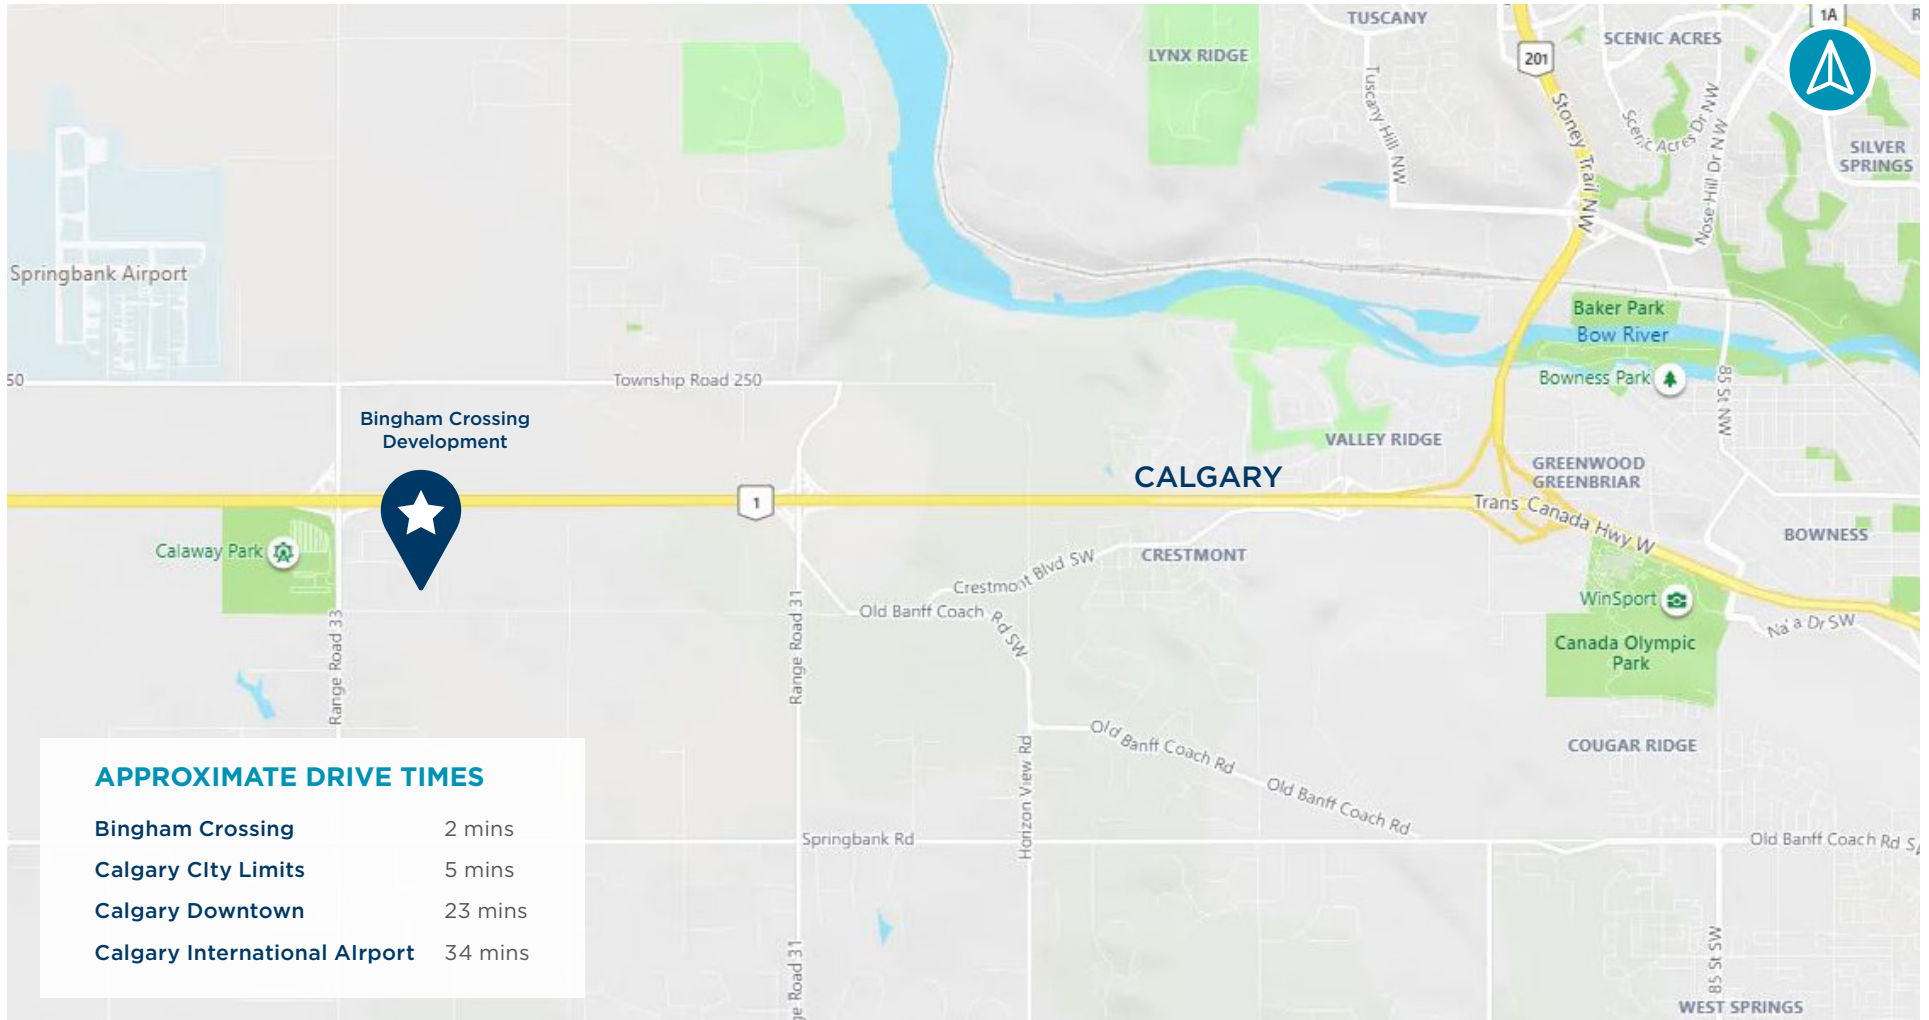 TUSCANY
1A
SCENIC ACRES
LYNX RIDGE
201
Tuscany Hill NW
Stoney Trail NW
Scenic Acres Dr NW
Nose Hill Dr NW
SILVER
SPRINGS
Springbank Airport
Baker Park
Bow River
Bowness Park
85 St NW
50
Township Road 250
Bingham Crossing
Development
VALLEY RIDGE
CALGARY
GREENWOOD
GREENBRIAR
1
Trans-Canada Hwy W
BOWNESS
Calaway Park
CRESTMONT
Crestmont Blvd SW
Old Banff Coach Rd SW
WinSport
Na'a Dr SW
Canada Olympic
Park
Range Road 33
Range Road 31
Old Banff Coach Rd
Horizon View Rd
COUGAR RIDGE
Old Banff Coach Rd
APPROXIMATE DRIVE TIMES
Bingham Crossing 2 mins
Calgary CIty Limits 5 mins
Calgary Downtown 23 mins
Calgary International AIrport 34 mins
Springbank Rd
Old Banff Coach Rd S
ge Road 31
85 St SW
WEST SPRINGS